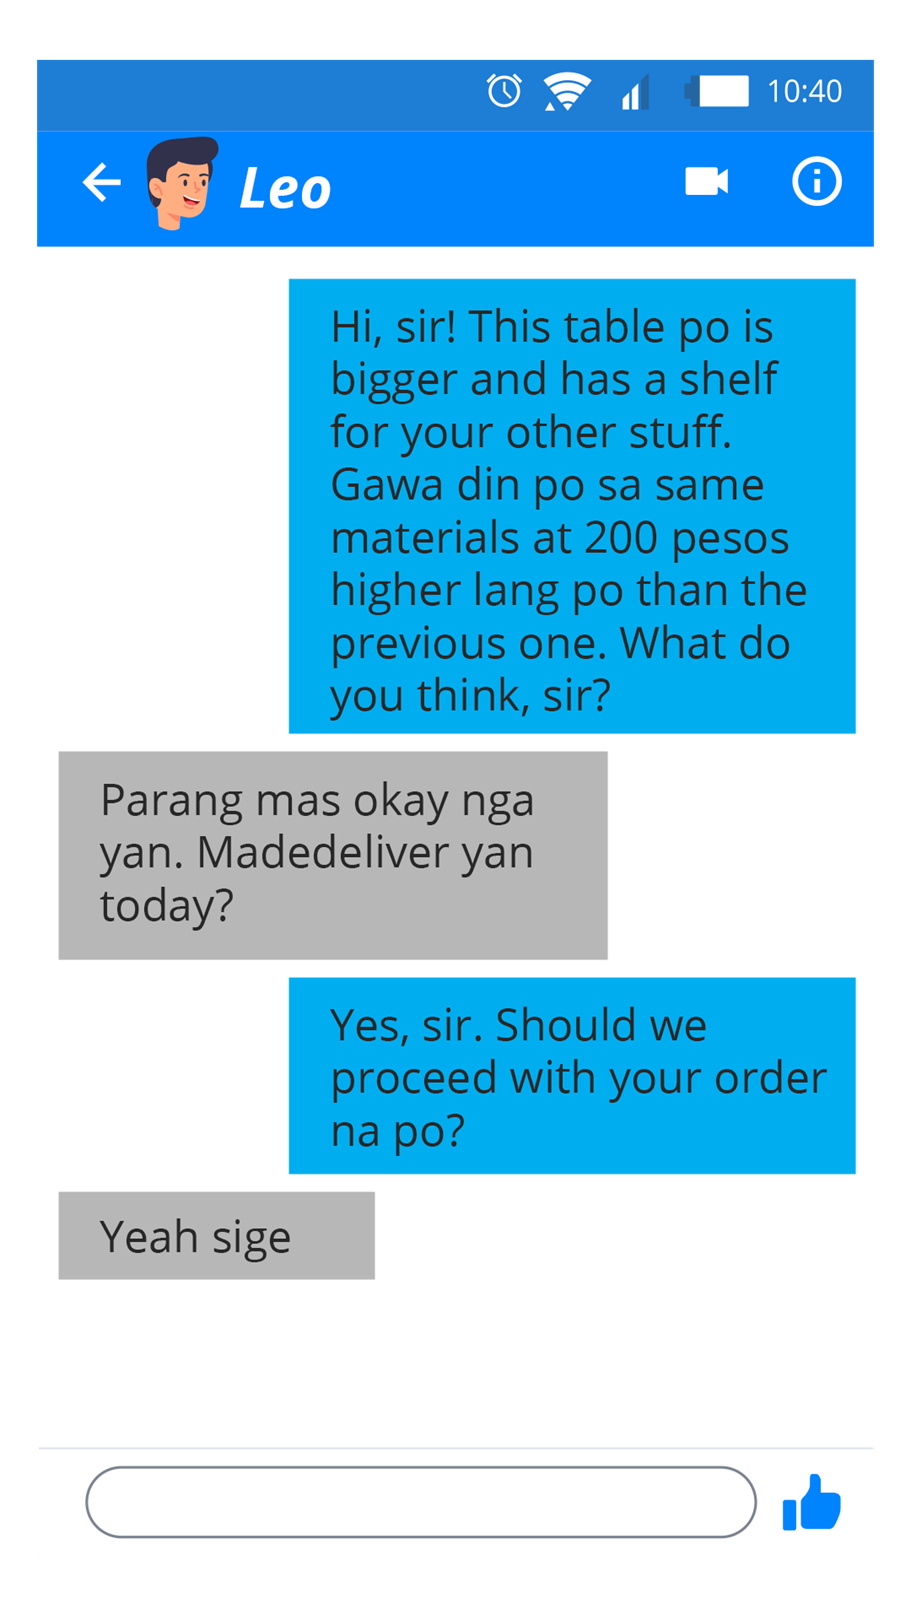 10:40
Leo
Hi, sir! This table po is
bigger and has a shelf
for your other stuff.
Gawa din po sa same
materials at 200 pesos
higher lang po than the
previous one. What do
you think, sir?
Parang mas okay nga
yan. Madedeliver yan
today?
Yes, sir. Should we
proceed with your order
na po?
Yeah sige